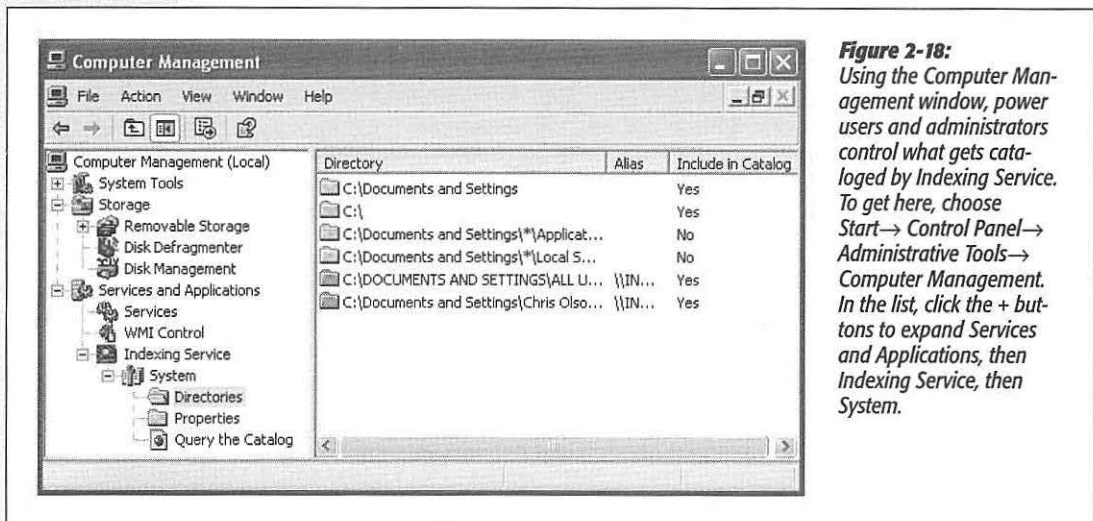 Computer Management
File Action View Window Help
Computer Management (Local)
System Tools
Storage
Removable Storage
Disk Defragmenter
Disk Management
Services and Applications
Services
WMI Control
Indexing Service
System
Directories
Properties
Query the Catalog
Directory Alias Include in Catalog
C:\Documents and Settings Yes
C:\ Yes
C:\Documents and Settings\*\Applicat... No
C:\Documents and Settings\*\Local S... No
C:\DOCUMENTS AND SETTINGS\ALL U... \\IN... Yes
C:\Documents and Settings\Chris Olso... \\IN... Yes
Figure 2-18:
Using the Computer Man-
agement window, power
users and administrators
control what gets cata-
loged by Indexing Service.
To get here, choose
Start→ Control Panel→
Administrative Tools→
Computer Management.
In the list, click the + but-
tons to expand Services
and Applications, then
Indexing Service, then
System.